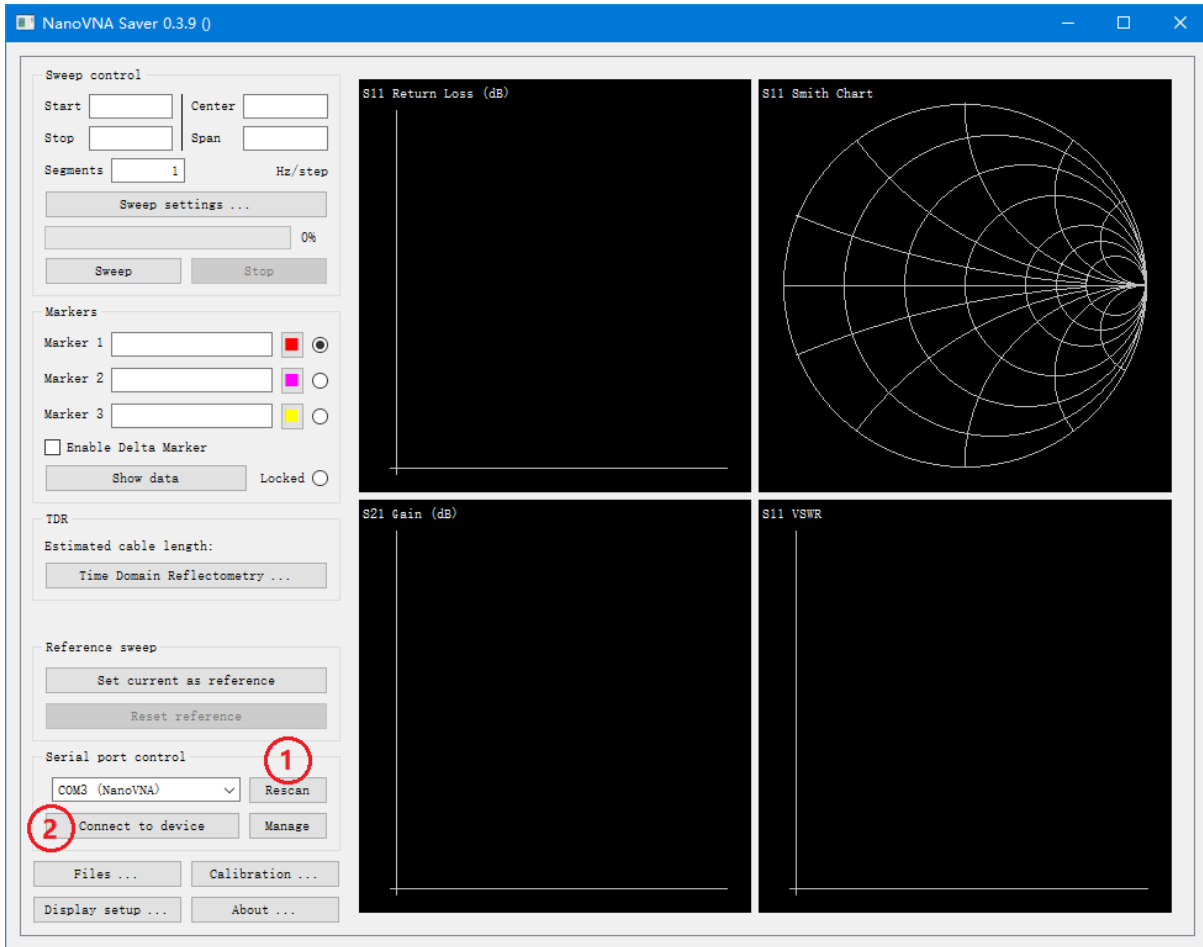 NanoVNA Saver 0.3.9 ()
Sweep control
Start
Center
Stop
Span
Segments 1 Hz/step
Sweep settings ...
0%
Sweep
Stop
Markers
Marker 1
Marker 2
Marker 3
Enable Delta Marker
Show data
Locked
TDR
Estimated cable length:
Time Domain Reflectometry ...
Reference sweep
Set current as reference
Reset reference
Serial port control
1
COM3 (NanoVNA)
Rescan
2
Connect to device
Manage
Files ...
Calibration ...
Display setup ...
About ...
S11 Return Loss (dB)
S11 Smith Chart
S21 Gain (dB)
S11 VSWR